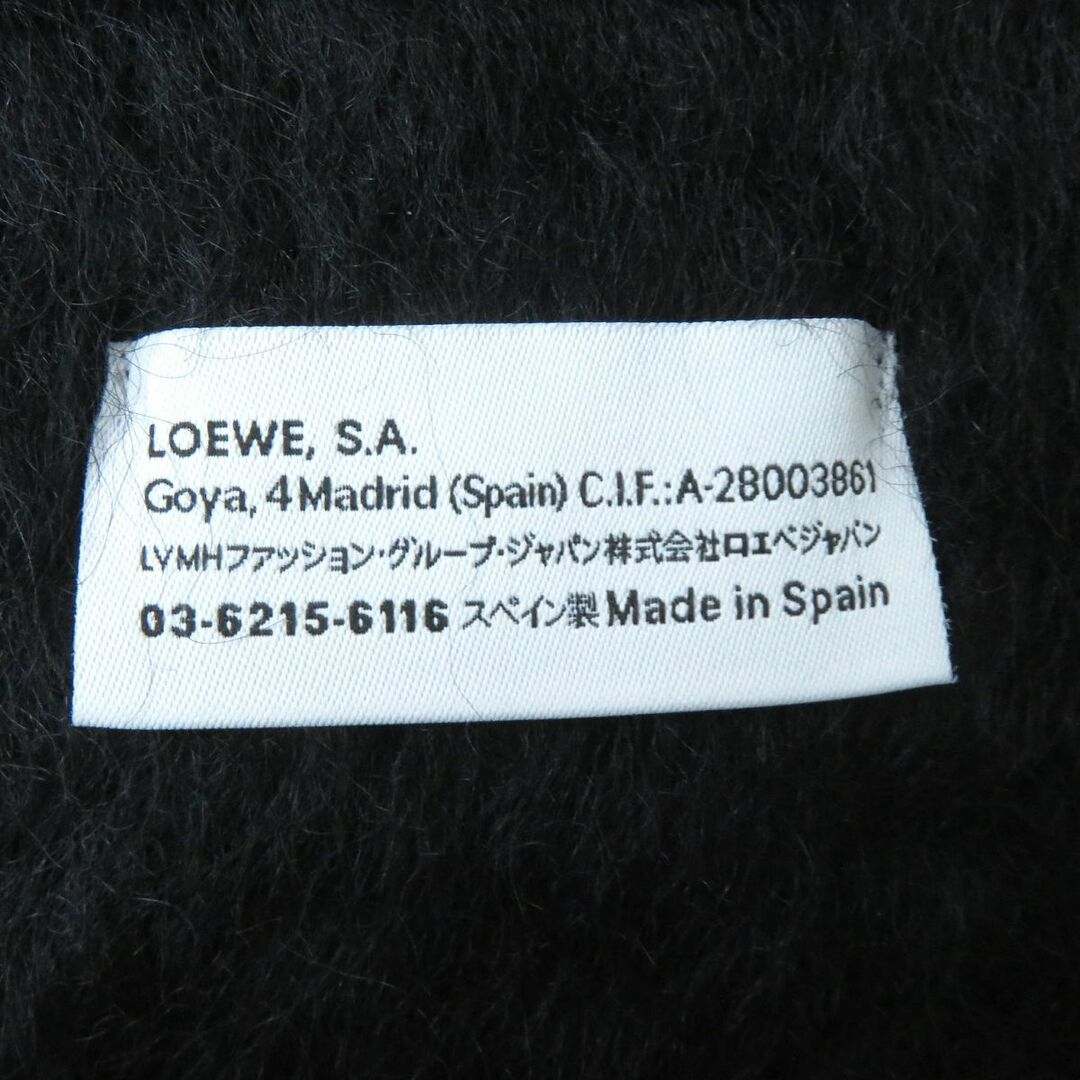 LOEWE, S.A.
Goya, 4 Madrid (Spain) C.I.F.: A-28003861
LVMHファッション・グループ・ジャパン株式会社ロエベジャパン
03-6215-6116 スペイン製 Made in Spain